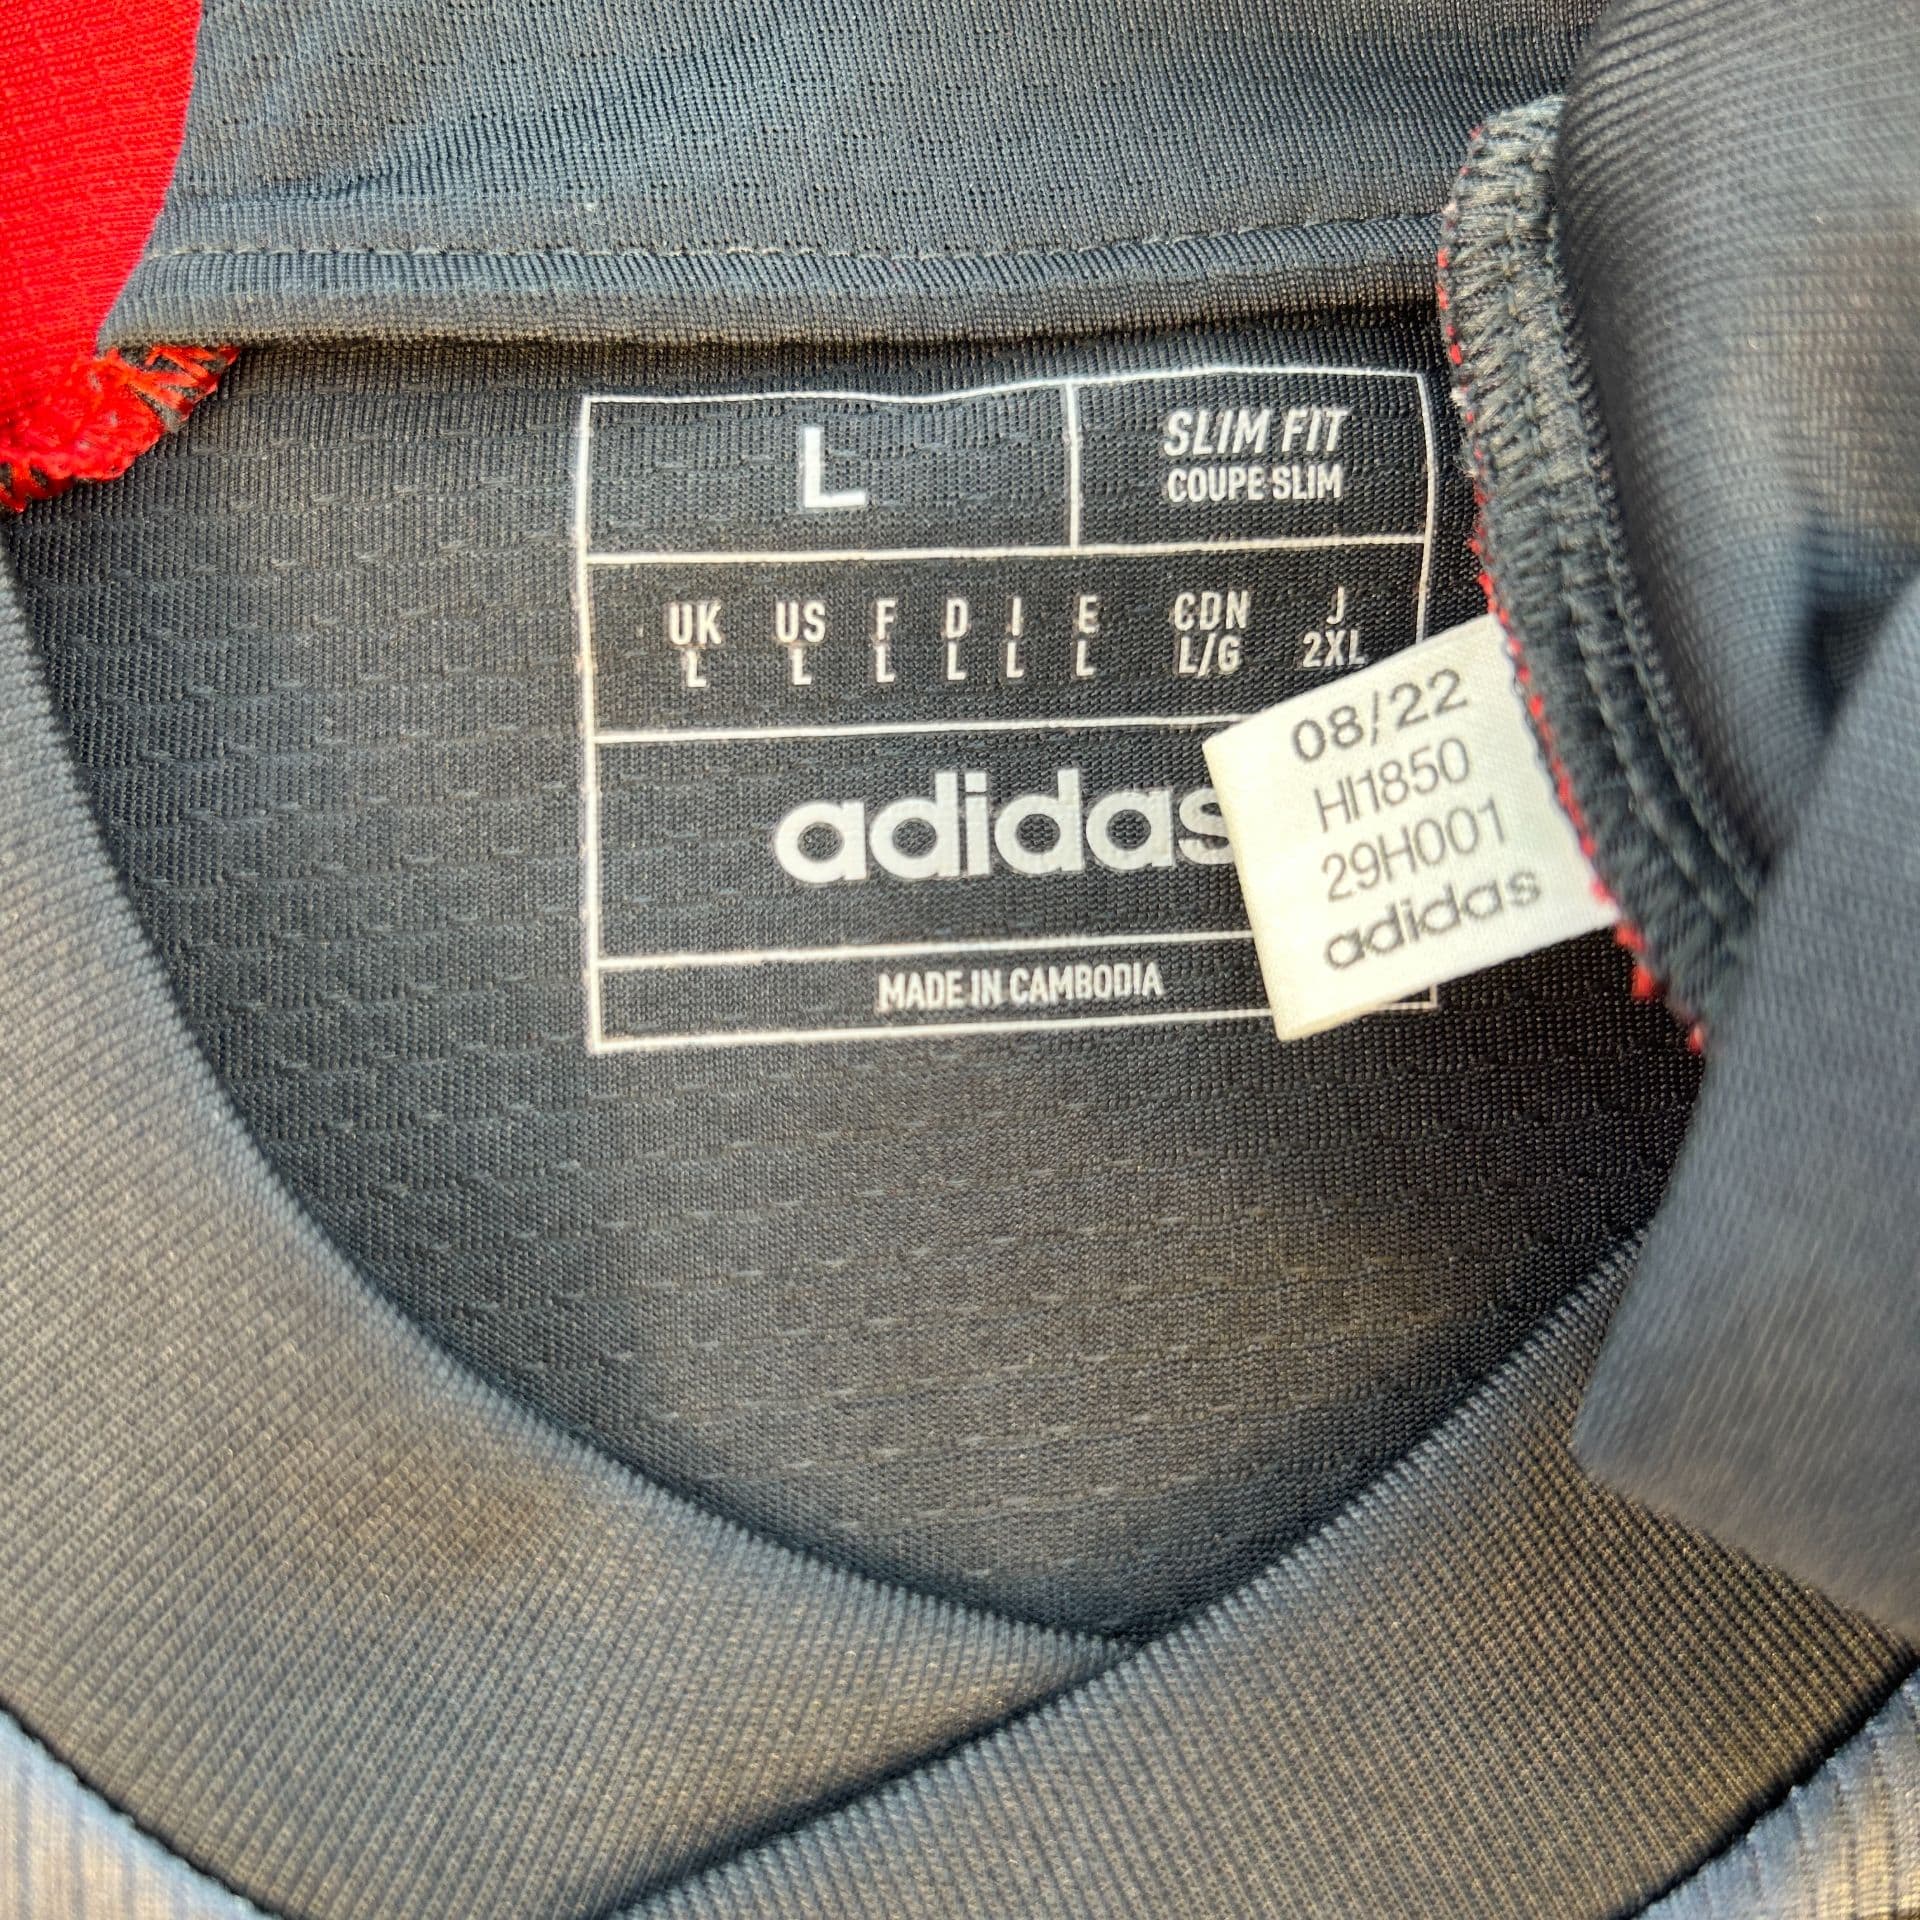 L
SLIM FIT
COUPE SLIM
UK US F D I E CDN J
L L L L L L L/G 2XL
adidas
MADE IN CAMBODIA
08/22
HI1850
29H001
adidas